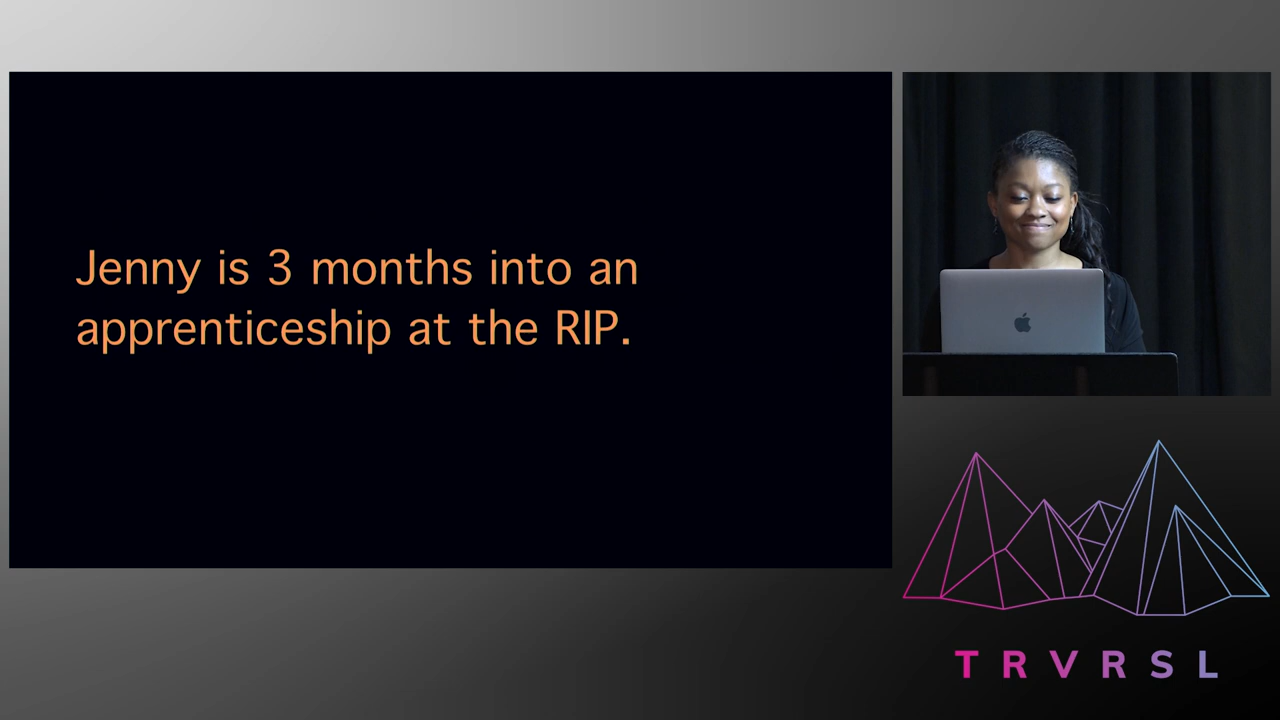 Jenny is 3 months into an
apprenticeship at the RIP.
TRVRSL